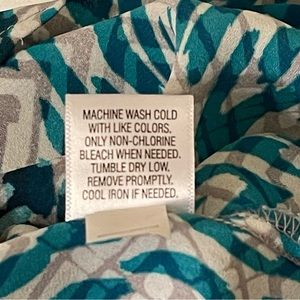 MACHINE WASH COLD
WITH LIKE COLORS.
ONLY NON-CHLORINE
BLEACH WHEN NEEDED.
TUMBLE DRY LOW.
REMOVE PROMPTLY.
COOL IRON IF NEEDED.